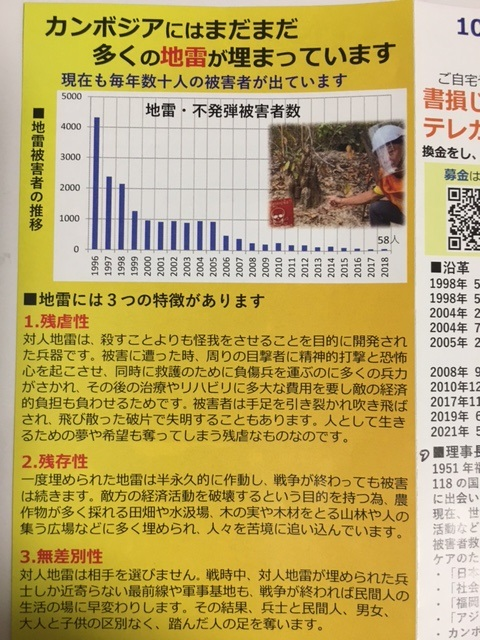 カンボジアにはまだまだ
多くの地雷が埋まっています
現在も毎年数十人の被害者が出ています
■地雷被害者の推移
地雷・不発弾被害者数
5000
4000
3000
2000
1000
0
58人
1996
1997
1998
1999
2000
2001
2002
2003
2004
2005
2006
2007
2008
2009
2010
2011
2012
2013
2014
2015
2016
2017
2018
■地雷には3つの特徴があります
1.残虐性
対人地雷は、殺すことよりも怪我をさせることを目的に開発され
た兵器です。被害に遭った時、周りの目撃者に精神的打撃と恐怖
心を起こさせ、同時に救護のために負傷兵を運ぶのに多くの兵力
がさかれ、その後の治療やリハビリに多大な費用を要し敵の経済
的負担も負わせるためです。被害者は手足を引き裂かれ吹き飛ば
され、飛び散った破片で失明することもあります。人として生き
るための夢や希望も奪ってしまう残虐なものなのです。
2.残存性
一度埋められた地雷は半永久的に作動し、戦争が終わっても被害
は続きます。敵方の経済活動を破壊するという目的を持つ為、農
作物が多く採れる田畑や水汲場、木の実や木材をとる山林や人の
集う広場などに多く埋められ、人々を苦境に追い込んでいます。
3.無差別性
対人地雷は相手を選びません。戦時中、対人地雷が埋められた兵
士しか近寄らない最前線や軍事基地も、戦争が終われば民間人の
生活の場に早変わりします。その結果、兵士と民間人、男女、
大人と子供の区別なく、踏んだ人の足を奪います。
10
ご自宅
書損じ
テレカ
換金をし、
募金は
■沿革
1998年 5
1998年 5
2004年 2
2004年 7
2005年 2
2008年 9
2010年12
2017年11
2019年 6
2021年 5
■理事長
1951年福
118の国
に出会い
現在、世
活動など
被害者救
ケアのた
・「日本
・「社会
・「福岡
・「アジ
・カンボ